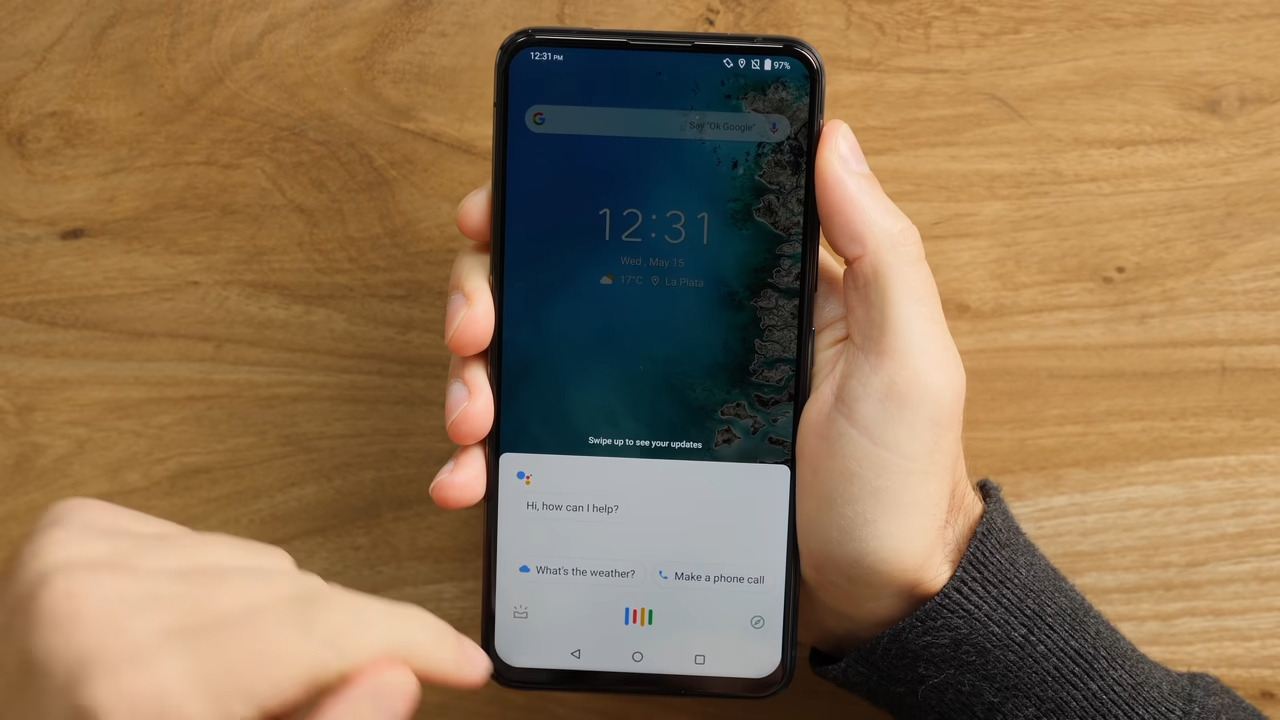 12:31 PM 97%
G Say "Ok Google"
12:31
Wed , May 15
17°C La Plata
Swipe up to see your updates
Hi, how can I help?
What's the weather? Make a phone call